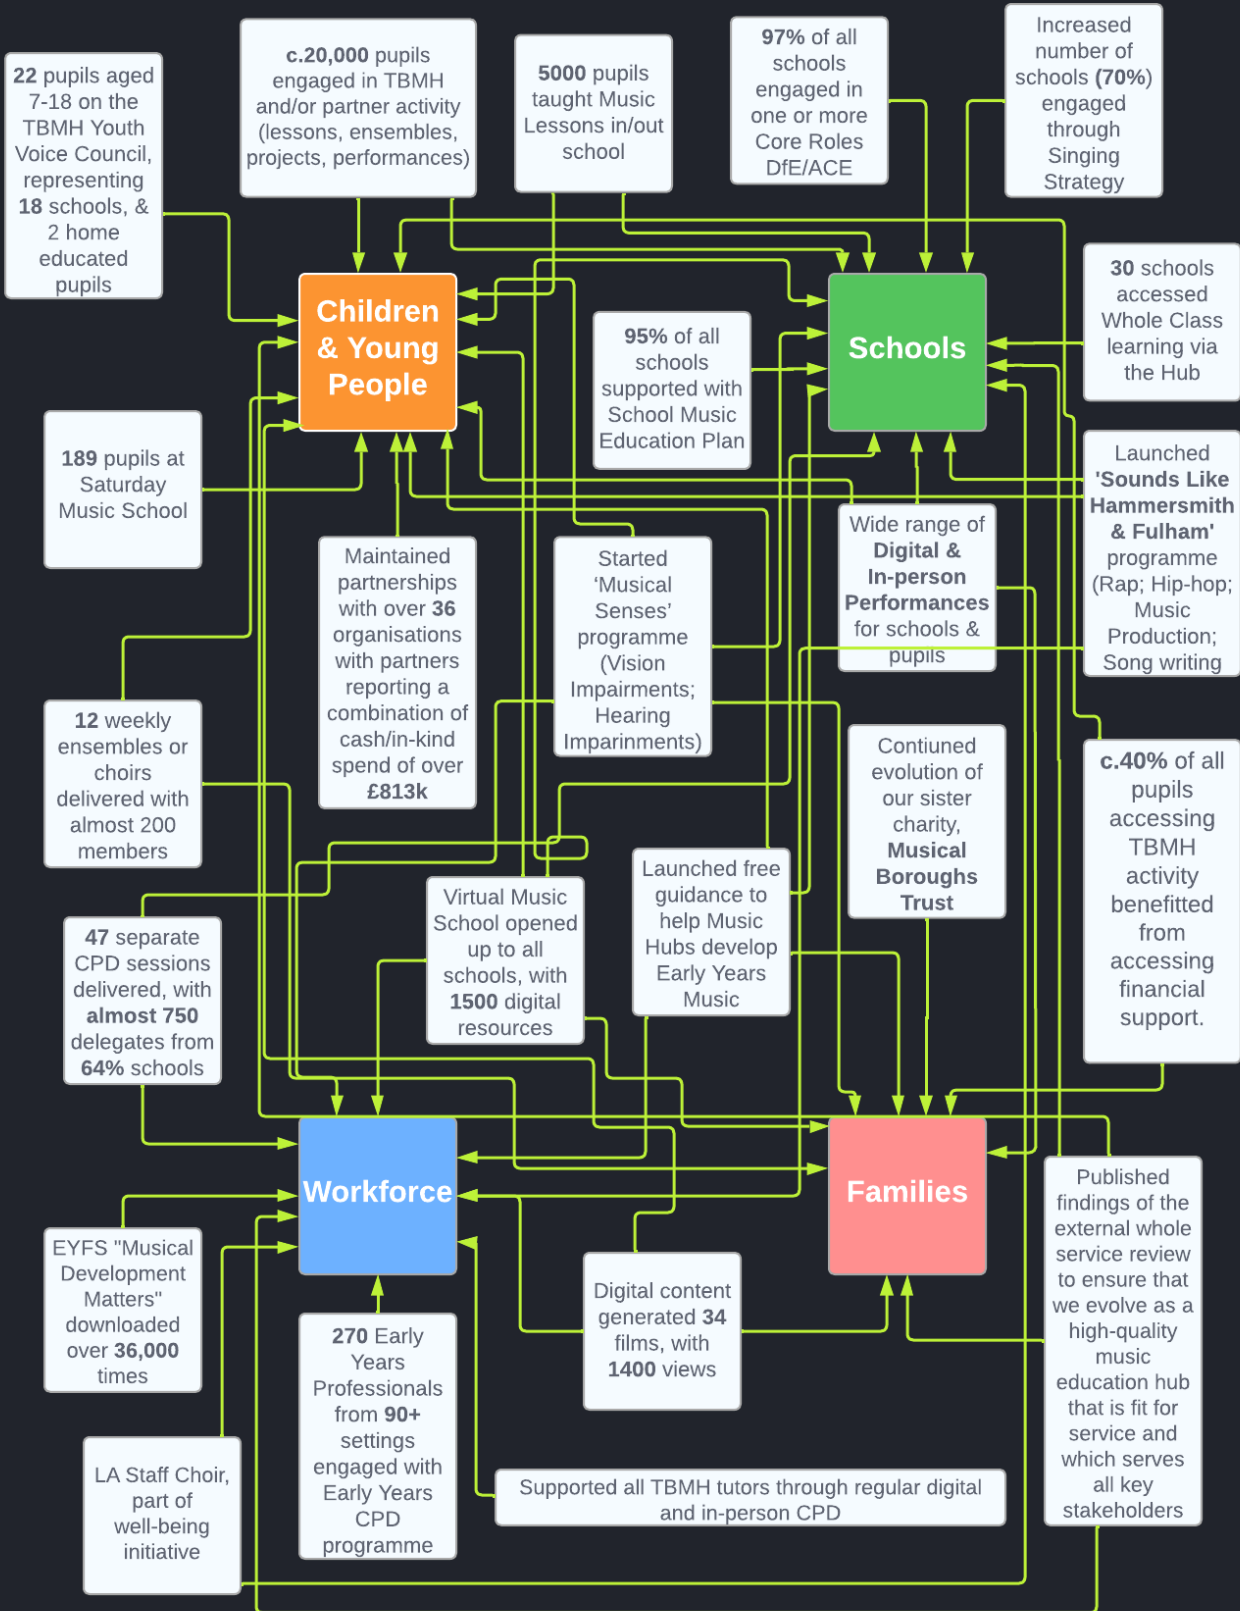 22 pupils aged
7-18 on the
TBMH Youth
Voice Council,
representing
18 schools, &
2 home
educated
pupils
c.20,000 pupils
engaged in TBMH
and/or partner activity
(lessons, ensembles,
projects, performances)
5000 pupils
taught Music
Lessons in/out
school
97% of all
schools
engaged in
one or more
Core Roles
DfE/ACE
Increased
number of
schools (70%)
engaged
through
Singing
Strategy
Children
& Young
People
Schools
30 schools
accessed
Whole Class
learning via
the Hub
95% of all
schools
supported with
School Music
Education Plan
189 pupils at
Saturday
Music School
Maintained
partnerships
with over 36
organisations
with partners
reporting a
combination of
cash/in-kind
spend of over
£813k
Started
‘Musical
Senses’
programme
(Vision
Impairments;
Hearing
Imparinments)
Wide range of
Digital &
In-person
Performances
for schools &
pupils
Launched
'Sounds Like
Hammersmith
& Fulham'
programme
(Rap; Hip-hop;
Music
Production;
Song writing
12 weekly
ensembles or
choirs
delivered with
almost 200
members
Contiuned
evolution of
our sister
charity,
Musical
Boroughs
Trust
c.40% of all
pupils
accessing
TBMH
activity
benefitted
from
accessing
financial
support.
47 separate
CPD sessions
delivered, with
almost 750
delegates from
64% schools
Virtual Music
School opened
up to all
schools, with
1500 digital
resources
Launched free
guidance to
help Music
Hubs develop
Early Years
Music
Workforce
Families
EYFS "Musical
Development
Matters"
downloaded
over 36,000
times
270 Early
Years
Professionals
from 90+
settings
engaged with
Early Years
CPD
programme
Digital content
generated 34
films, with
1400 views
Published
findings of the
external whole
service review
to ensure that
we evolve as a
high-quality
music
education hub
that is fit for
service and
which serves
all key
stakeholders
LA Staff Choir,
part of
well-being
initiative
Supported all TBMH tutors through regular digital
and in-person CPD